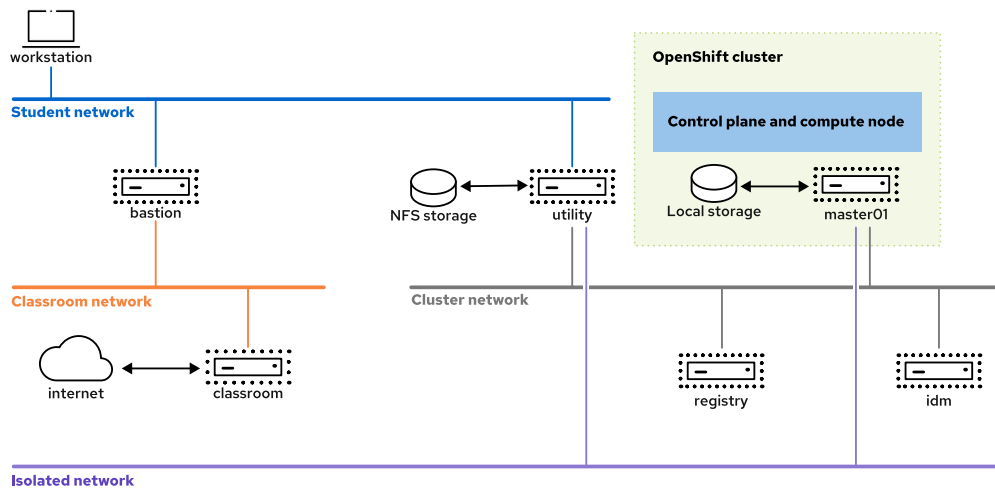 workstation
OpenShift cluster
Student network
Control plane and compute node
bastion
NFS storage
utility
Local storage
master01
Classroom network
Cluster network
internet
classroom
registry
idm
Isolated network